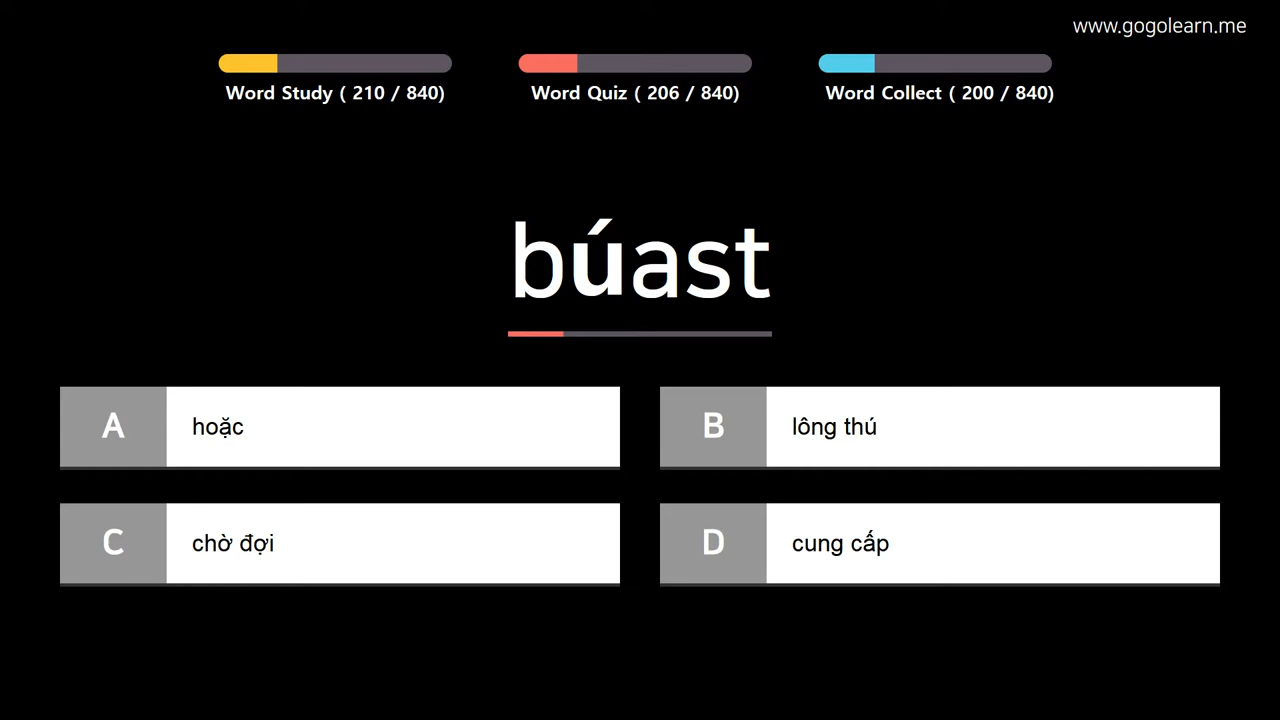 www.gogolearn.me
Word Study ( 210 / 840)
Word Quiz ( 206 / 840)
Word Collect ( 200 / 840)
búast
A hoặc
B lông thú
C chờ đợi
D cung cấp